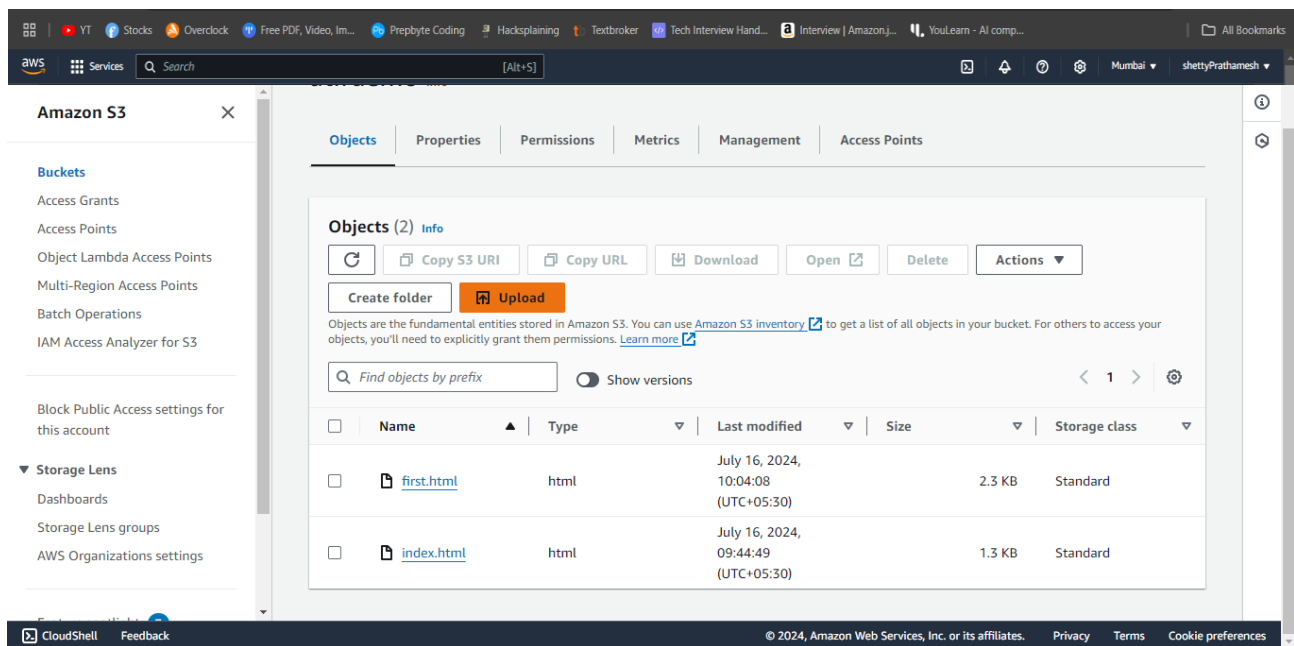 YT Stocks Overclock Free PDF, Video, Im... Prepbyte Coding Hacksplaining Textbroker Tech Interview Hand... Interview | Amazon.j... YouLearn - AI comp... All Bookmarks
aws Services Search [Alt+S] Mumbai shettyPrathamesh
Amazon S3
Buckets
Access Grants
Access Points
Object Lambda Access Points
Multi-Region Access Points
Batch Operations
IAM Access Analyzer for S3
Block Public Access settings for
this account
Storage Lens
Dashboards
Storage Lens groups
AWS Organizations settings
Objects Properties Permissions Metrics Management Access Points
Objects (2) Info
Copy S3 URI Copy URL Download Open Delete Actions
Create folder Upload
Objects are the fundamental entities stored in Amazon S3. You can use Amazon S3 inventory to get a list of all objects in your bucket. For others to access your
objects, you'll need to explicitly grant them permissions. Learn more
Find objects by prefix Show versions 1
Name Type Last modified Size Storage class
first.html html July 16, 2024, 2.3 KB Standard
10:04:08
(UTC+05:30)
index.html html July 16, 2024, 1.3 KB Standard
09:44:49
(UTC+05:30)
CloudShell Feedback © 2024, Amazon Web Services, Inc. or its affiliates. Privacy Terms Cookie preferences